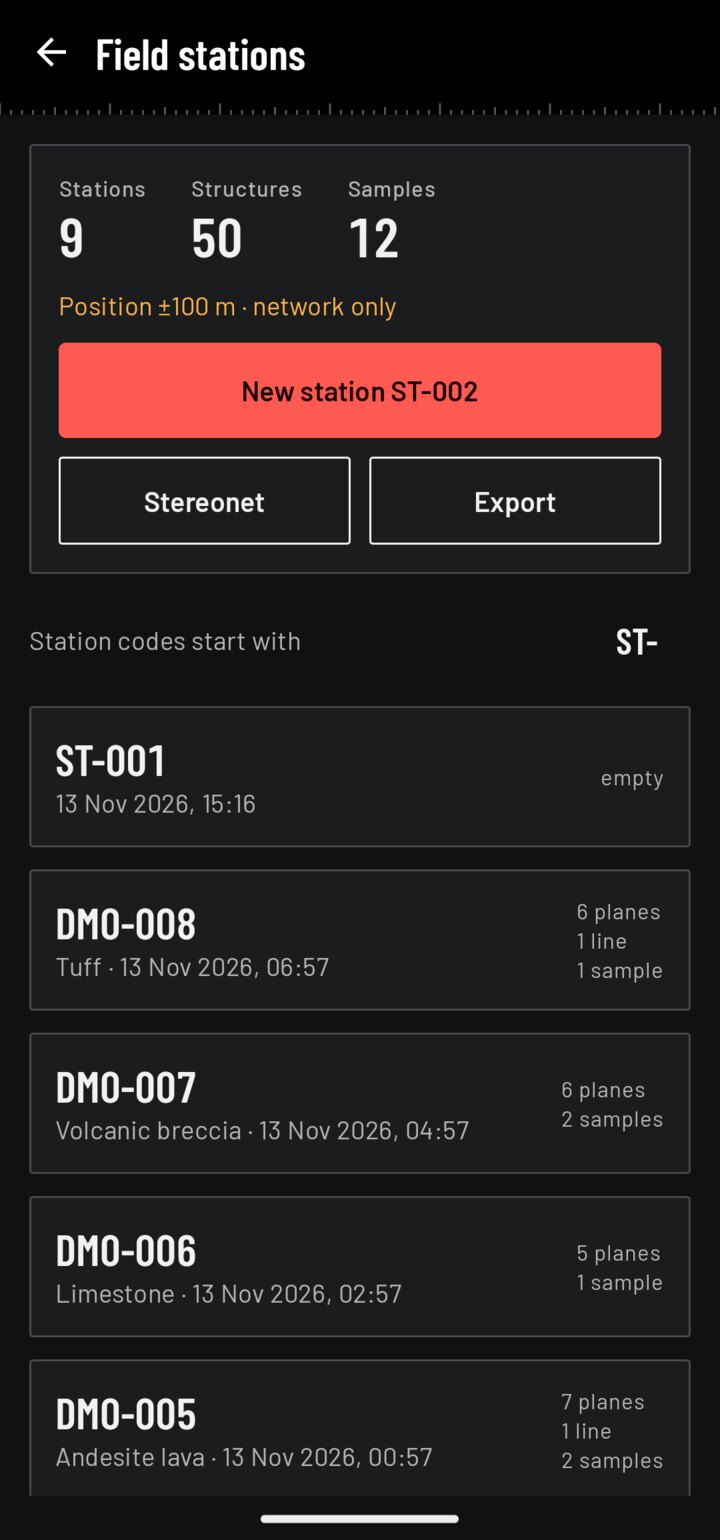 Field stations
Stations Structures Samples
9 50 12
Position ±100 m · network only
New station ST-002
Stereonet Export
Station codes start with ST-
ST-001
13 Nov 2026, 15:16
empty
DMO-008
Tuff · 13 Nov 2026, 06:57
6 planes
1 line
1 sample
DMO-007
Volcanic breccia · 13 Nov 2026, 04:57
6 planes
2 samples
DMO-006
Limestone · 13 Nov 2026, 02:57
5 planes
1 sample
DMO-005
Andesite lava · 13 Nov 2026, 00:57
7 planes
1 line
2 samples